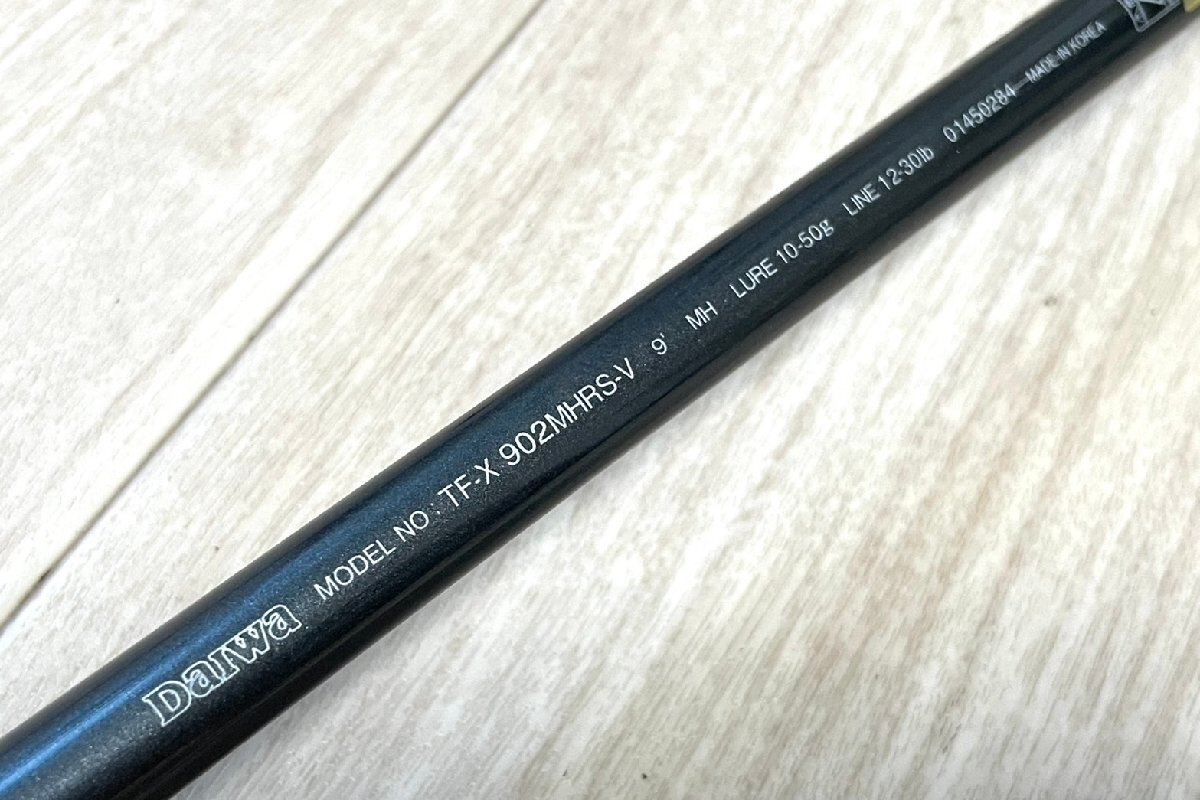 Daiwa MODEL NO : TF-X 902MHRS-V 9' MH LURE 10-50g LINE 12-30lb 01450284 MADE IN KOREA